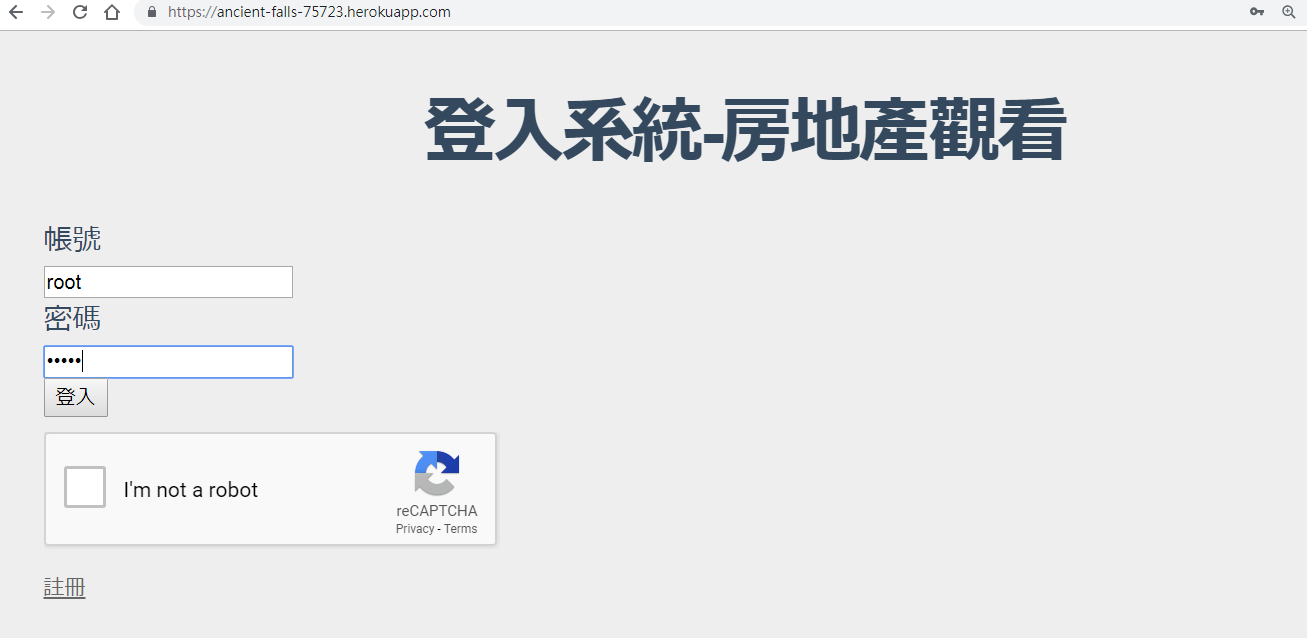 https://ancient-falls-75723.herokuapp.com
登入系統-房地產觀看
帳號
root
密碼
•••••
登入
I'm not a robot
reCAPTCHA
Privacy - Terms
註冊